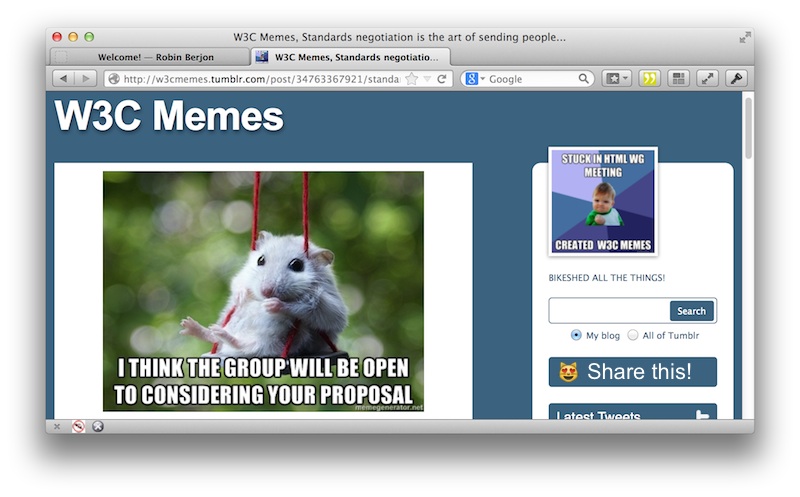 W3C Memes, Standards negotiation is the art of sending people...
Welcome! — Robin Berjon
W3C Memes, Standards negotiatio...
http://w3cmemes.tumblr.com/post/34763367921/standa
Google
W3C Memes
I THINK THE GROUP WILL BE OPEN
TO CONSIDERING YOUR PROPOSAL
memegenerator.net
STUCK IN HTML WG
MEETING
CREATED W3C MEMES
BIKESHED ALL THE THINGS!
Search
My blog
All of Tumblr
Share this!
Latest Tweets